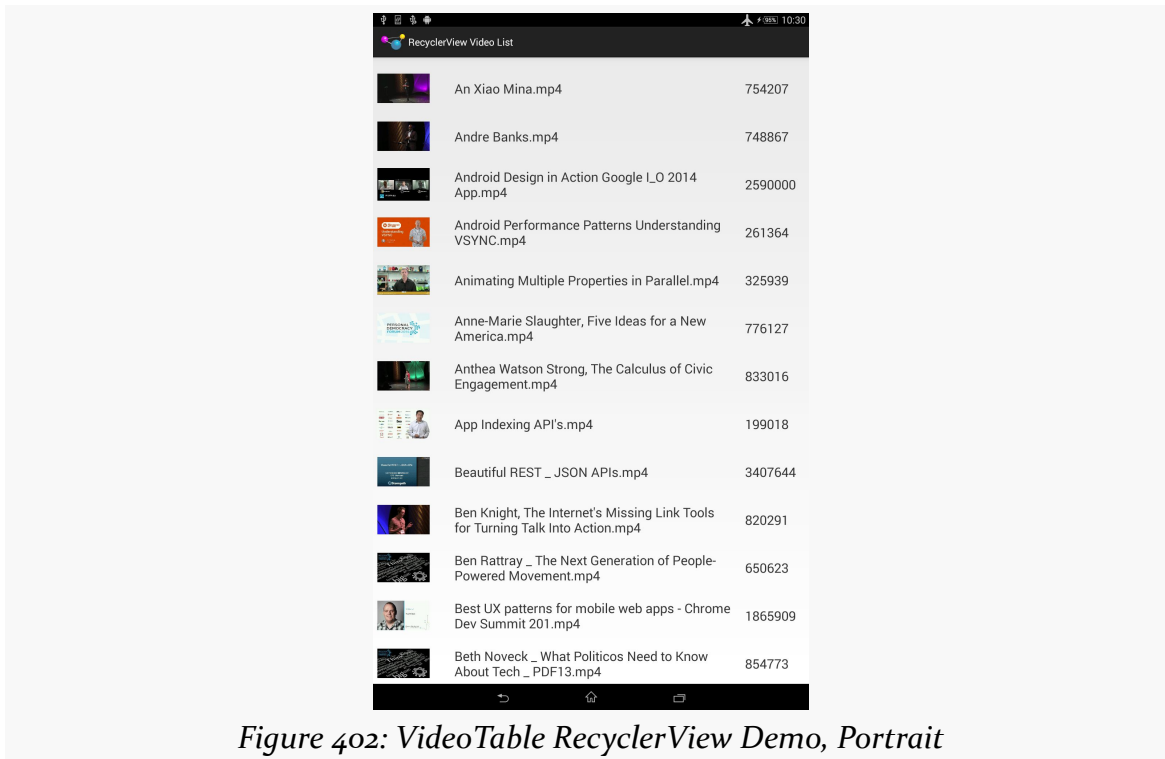 95% 10:30
RecyclerView Video List
An Xiao Mina.mp4 754207
Andre Banks.mp4 748867
Android Design in Action Google I_O 2014
App.mp4
2590000
Android Performance Patterns Understanding
VSYNC.mp4
261364
Animating Multiple Properties in Parallel.mp4 325939
PERSONAL
DEMOCRACY
Anne-Marie Slaughter, Five Ideas for a New
America.mp4
776127
Anthea Watson Strong, The Calculus of Civic
Engagement.mp4
833016
App Indexing API's.mp4 199018
Beautiful REST _ JSON APIs.mp4 3407644
Ben Knight, The Internet's Missing Link Tools
for Turning Talk Into Action.mp4
820291
Ben Rattray _ The Next Generation of People-
Powered Movement.mp4
650623
Best UX patterns for mobile web apps - Chrome
Dev Summit 201.mp4
1865909
Beth Noveck _ What Politicos Need to Know
About Tech _ PDF13.mp4
854773
Figure 402: VideoTable RecyclerView Demo, Portrait